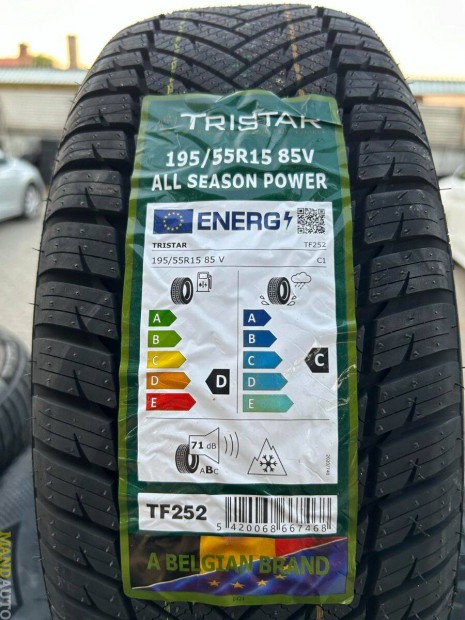 TRISTAR
195/55R15 85V
ALL SEASON POWER
ENERG
TRISTAR TF252
195/55R15 85 V C1
A A
B B
C C C
D D D
E E
71 dB
ABC
TF252
5 420068 667468
A BELGIAN BRAND
MANDAUTO